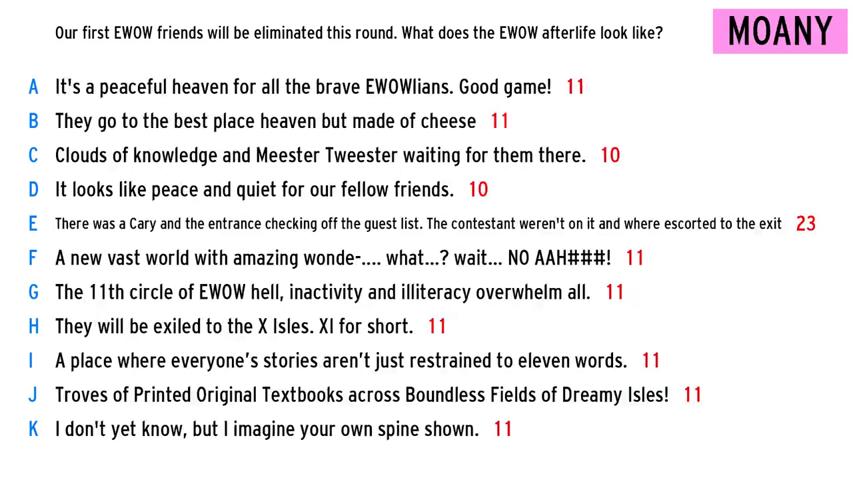 Our first EWOW friends will be eliminated this round. What does the EWOW afterlife look like? MOANY
A It's a peaceful heaven for all the brave EWOWlians. Good game! 11
B They go to the best place heaven but made of cheese 11
C Clouds of knowledge and Meester Tweester waiting for them there. 10
D It looks like peace and quiet for our fellow friends. 10
E There was a Cary and the entrance checking off the guest list. The contestant weren't on it and where escorted to the exit 23
F A new vast world with amazing wonde-.... what...? wait... NO AAH###! 11
G The 11th circle of EWOW hell, inactivity and illiteracy overwhelm all. 11
H They will be exiled to the X Isles. XI for short. 11
I A place where everyone’s stories aren’t just restrained to eleven words. 11
J Troves of Printed Original Textbooks across Boundless Fields of Dreamy Isles! 11
K I don't yet know, but I imagine your own spine shown. 11